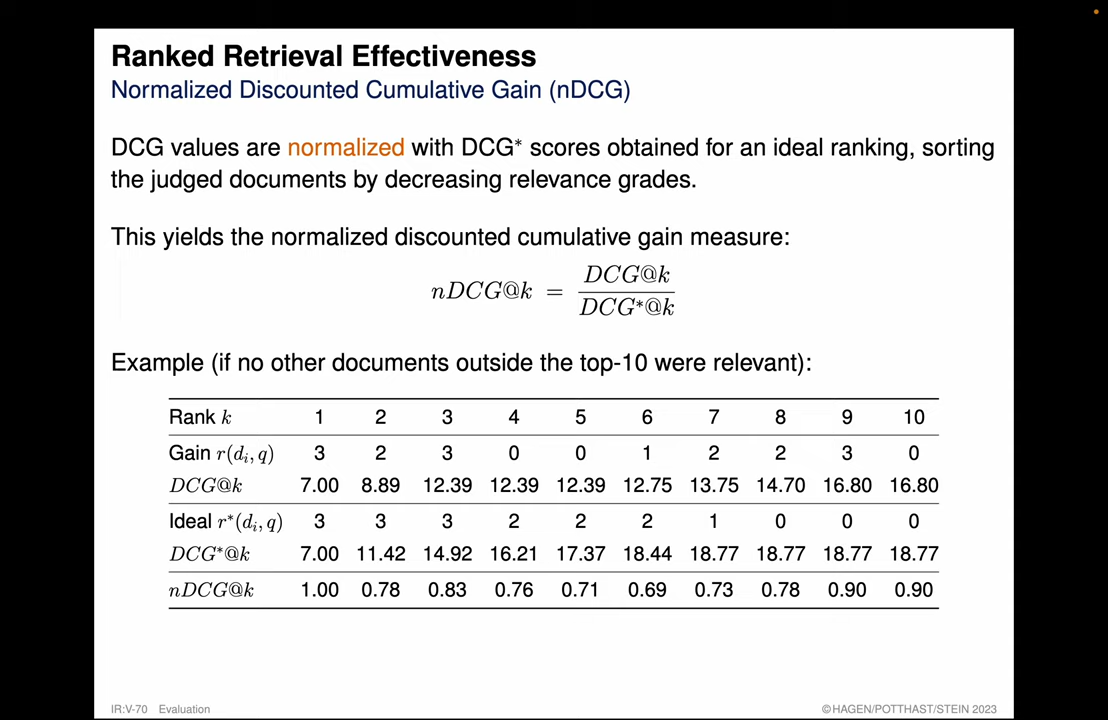 Ranked Retrieval Effectiveness
Normalized Discounted Cumulative Gain (nDCG)
DCG values are normalized with DCG* scores obtained for an ideal ranking, sorting
the judged documents by decreasing relevance grades.
This yields the normalized discounted cumulative gain measure:
nDCG@k = DCG@k / DCG*@k
Example (if no other documents outside the top-10 were relevant):
Rank k 1 2 3 4 5 6 7 8 9 10
Gain r(dᵢ, q) 3 2 3 0 0 1 2 2 3 0
DCG@k 7.00 8.89 12.39 12.39 12.39 12.75 13.75 14.70 16.80 16.80
Ideal r*(dᵢ, q) 3 3 3 2 2 2 1 0 0 0
DCG*@k 7.00 11.42 14.92 16.21 17.37 18.44 18.77 18.77 18.77 18.77
nDCG@k 1.00 0.78 0.83 0.76 0.71 0.69 0.73 0.78 0.90 0.90
IR:V-70 Evaluation
©HAGEN/POTTHAST/STEIN 2023